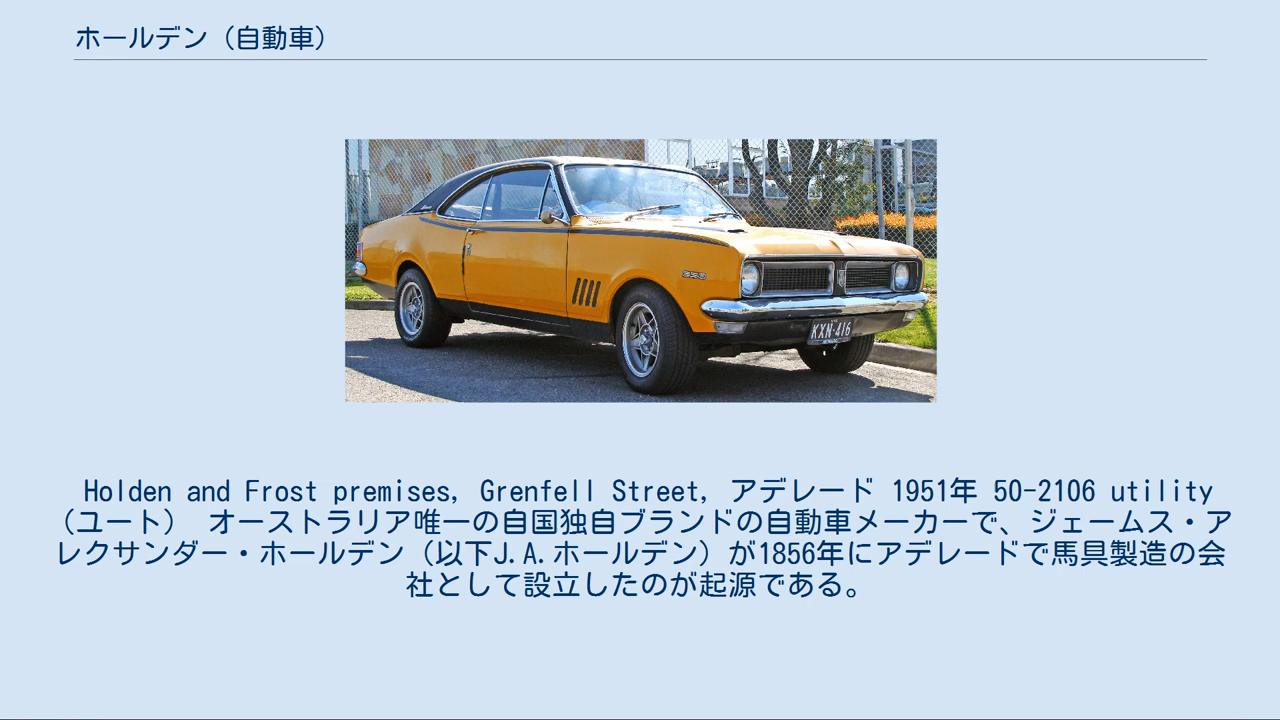 ホールデン（自動車）
KXN·416
Holden and Frost premises, Grenfell Street, アデレード 1951年 50-2106 utility
（ユート） オーストラリア唯一の自国独自ブランドの自動車メーカーで、ジェームス・ア
レクサンダー・ホールデン（以下J.A.ホールデン）が1856年にアデレードで馬具製造の会
社として設立したのが起源である。